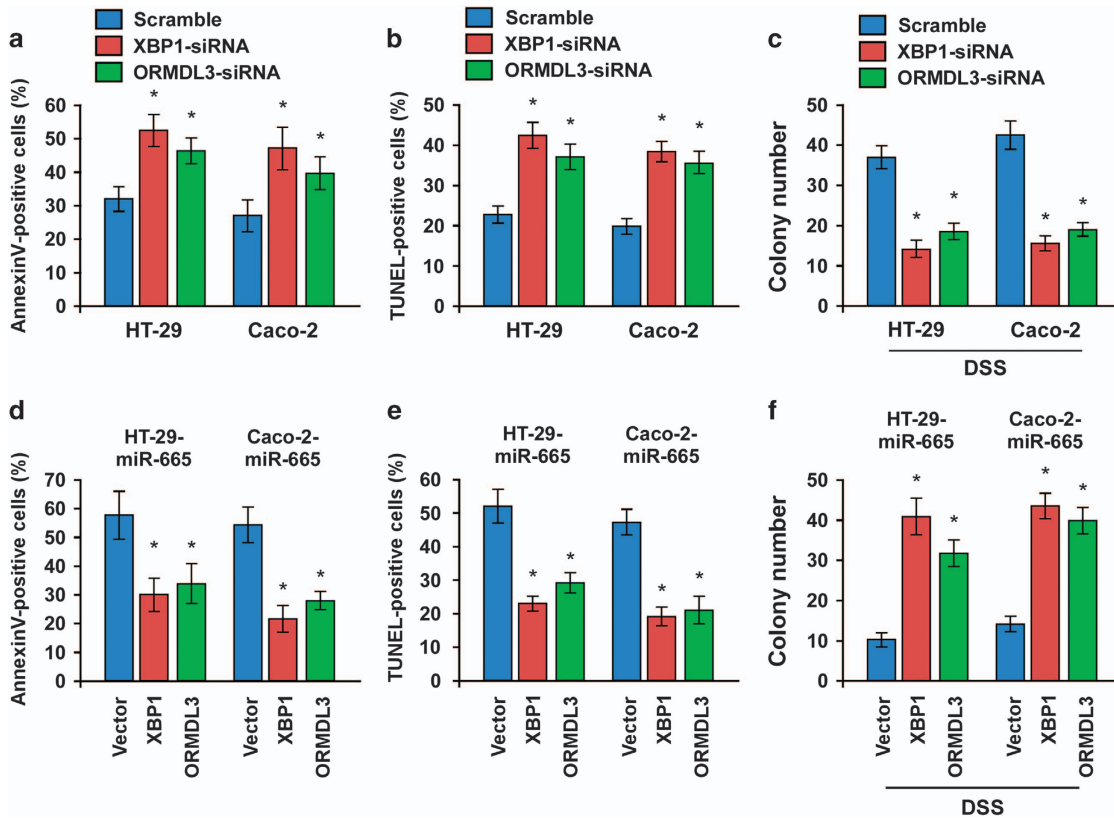 a
Scramble
XBP1-siRNA
ORMDL3-siRNA
AnnexinV-positive cells (%)
60
50
40
30
20
10
0
* * * *
HT-29 Caco-2
b
Scramble
XBP1-siRNA
ORMDL3-siRNA
TUNEL-positive cells (%)
50
40
30
20
10
0
* * * *
HT-29 Caco-2
c
Scramble
XBP1-siRNA
ORMDL3-siRNA
Colony number
50
40
30
20
10
0
* * * *
HT-29 Caco-2
DSS
d
HT-29-
miR-665
Caco-2-
miR-665
AnnexinV-positive cells (%)
70
60
50
40
30
20
10
0
* * * *
Vector
XBP1
ORMDL3
Vector
XBP1
ORMDL3
e
HT-29-
miR-665
Caco-2-
miR-665
TUNEL-positive cells (%)
60
50
40
30
20
10
0
* * * *
Vector
XBP1
ORMDL3
Vector
XBP1
ORMDL3
f
HT-29-
miR-665
Caco-2-
miR-665
Colony number
50
40
30
20
10
0
* * * *
Vector
XBP1
ORMDL3
Vector
XBP1
ORMDL3
DSS